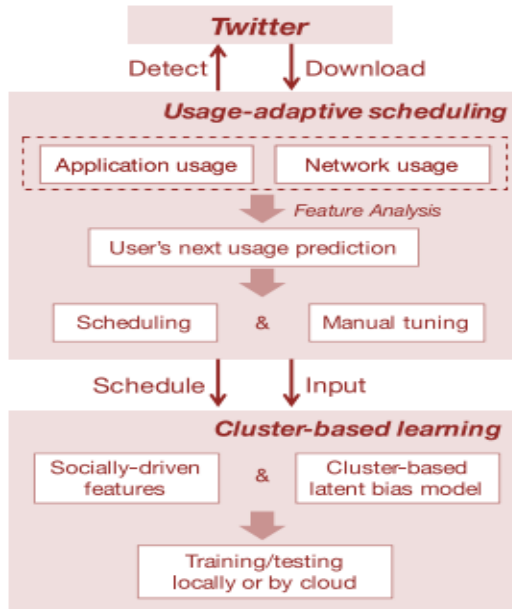 Twitter
Detect
Download
Usage-adaptive scheduling
Application usage
Network usage
Feature Analysis
User's next usage prediction
Scheduling
&
Manual tuning
Schedule
Input
Cluster-based learning
Socially-driven
features
&
Cluster-based
latent bias model
Training/testing
locally or by cloud